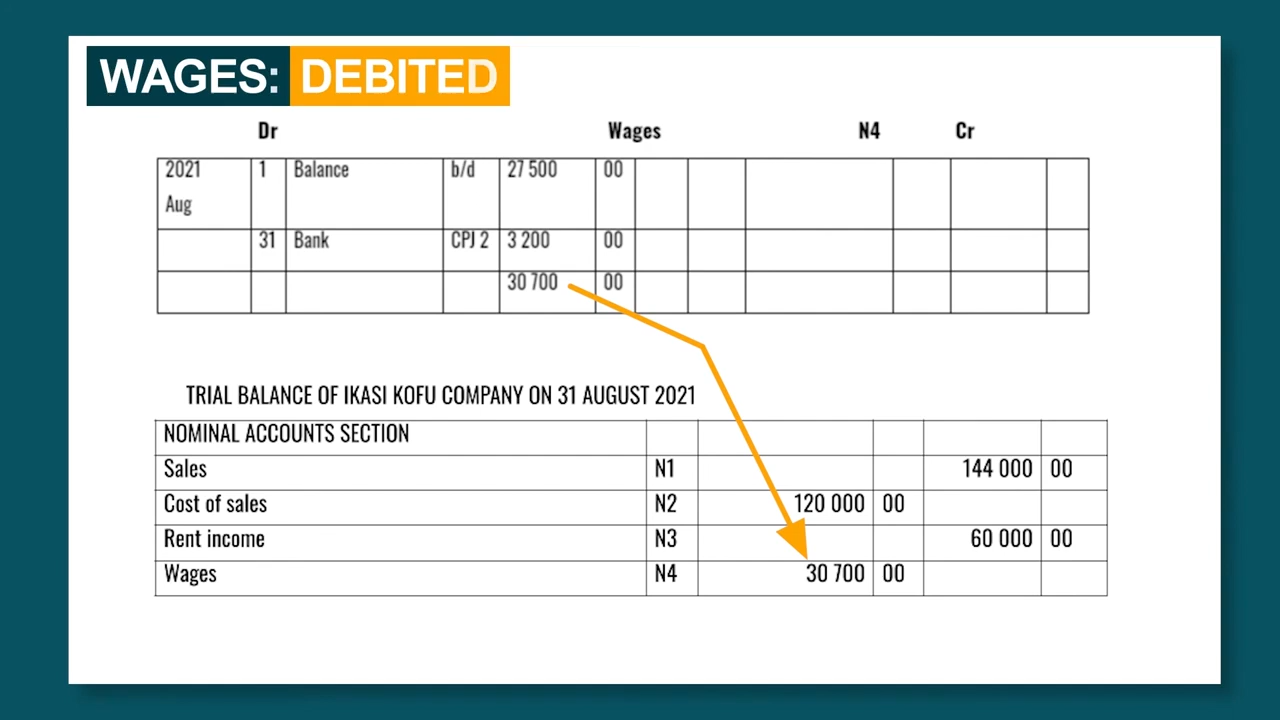 WAGES: DEBITED
Dr Wages N4 Cr
2021 1 Balance b/d 27 500 00
Aug
31 Bank CPJ 2 3 200 00
30 700 00
TRIAL BALANCE OF IKASI KOFU COMPANY ON 31 AUGUST 2021
NOMINAL ACCOUNTS SECTION
Sales N1 144 000 00
Cost of sales N2 120 000 00
Rent income N3 60 000 00
Wages N4 30 700 00